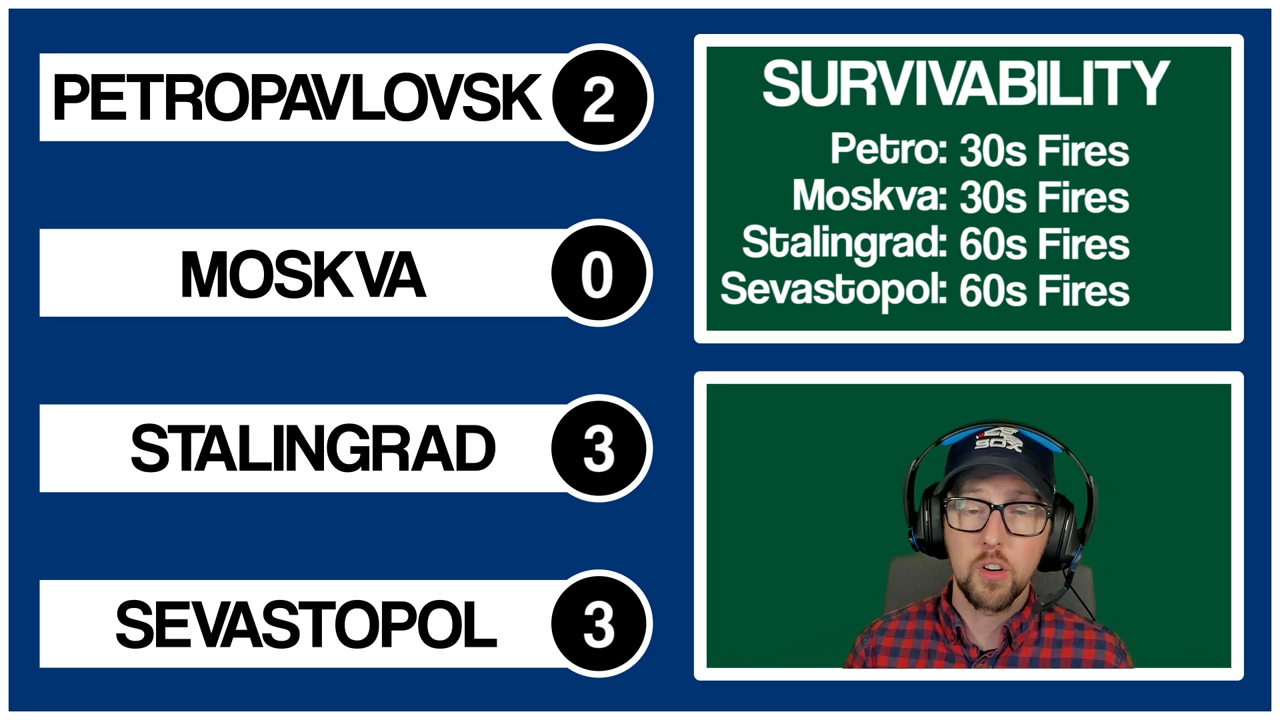 PETROPAVLOVSK 2
MOSKVA 0
STALINGRAD 3
SEVASTOPOL 3
SURVIVABILITY
Petro: 30s Fires
Moskva: 30s Fires
Stalingrad: 60s Fires
Sevastopol: 60s Fires
SOX